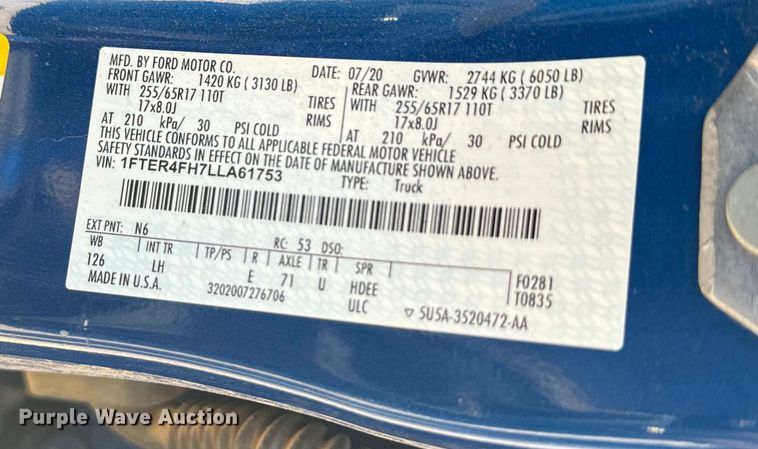 MFD. BY FORD MOTOR CO.
DATE: 07/20 GVWR: 2744 KG ( 6050 LB)
FRONT GAWR: 1420 KG ( 3130 LB)
REAR GAWR: 1529 KG ( 3370 LB)
WITH 255/65R17 110T TIRES
WITH 255/65R17 110T TIRES
17x8.0J RIMS
17x8.0J RIMS
AT 210 kPa/ 30 PSI COLD
AT 210 kPa/ 30 PSI COLD
THIS VEHICLE CONFORMS TO ALL APPLICABLE FEDERAL MOTOR VEHICLE
SAFETY STANDARDS IN EFFECT ON THE DATE OF MANUFACTURE SHOWN ABOVE.
VIN: 1FTER4FH7LLA61753
TYPE: Truck
EXT PNT: N6 RC: 53 DSO:
WB INT TR TP/PS R AXLE TR SPR
126 LH E 71 U HDEE
F0281
MADE IN U.S.A. 3202007276706 ULC
T0835
5U5A-3520472-AA
Purple Wave Auction